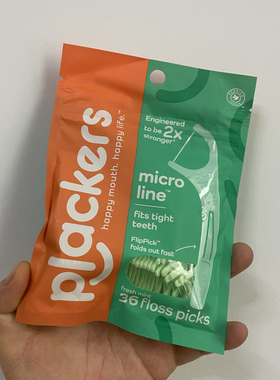 plackers
happy mouth. happy life.™
Engineered
to be 2x
stronger*
micro
line™
fits tight
teeth
FlipPick™
folds out fast
fresh mint
36 floss picks